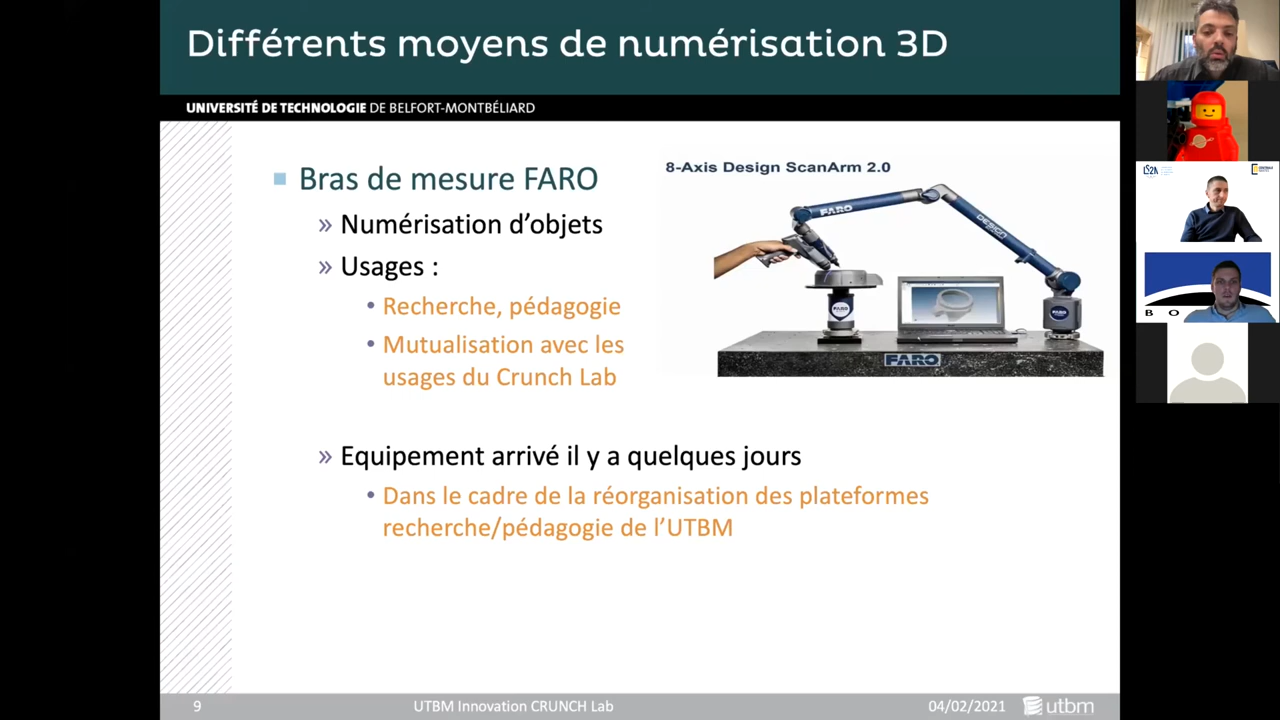 Différents moyens de numérisation 3D
UNIVERSITÉ DE TECHNOLOGIE DE BELFORT-MONTBÉLIARD
Bras de mesure FARO
» Numérisation d'objets
» Usages :
• Recherche, pédagogie
• Mutualisation avec les
usages du Crunch Lab
8-Axis Design ScanArm 2.0
FARO
DESIGN
FARO
FARO
FARO
» Equipement arrivé il y a quelques jours
• Dans le cadre de la réorganisation des plateformes
recherche/pédagogie de l'UTBM
9
UTBM Innovation CRUNCH Lab
04/02/2021
utbm
LS2N
B O